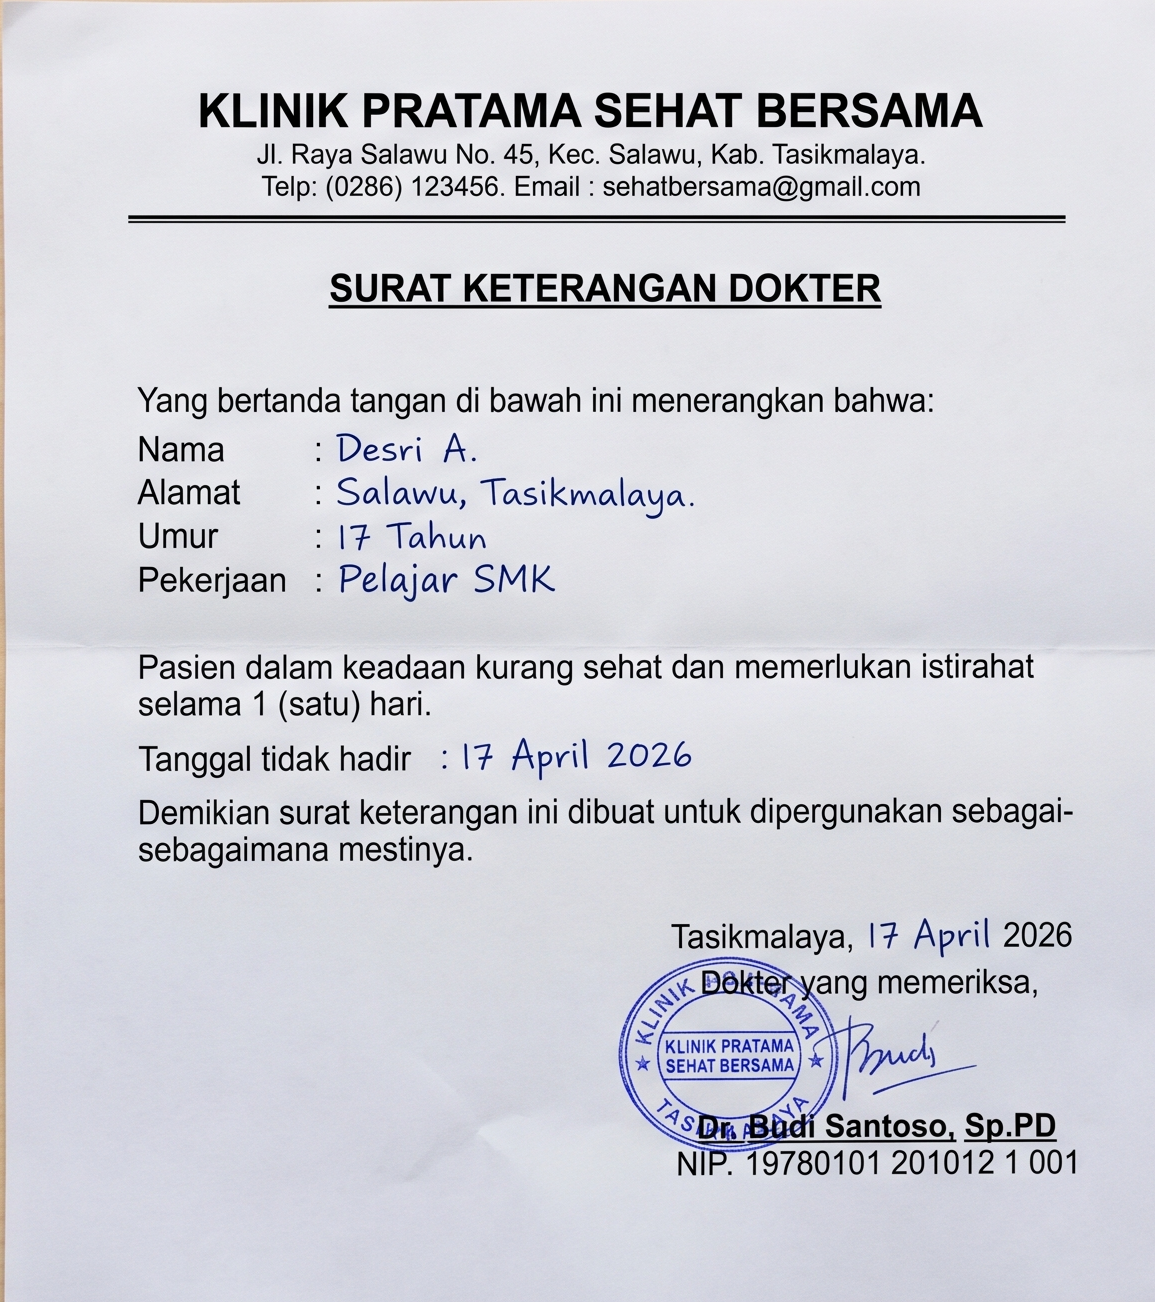 KLINIK PRATAMA SEHAT BERSAMA
Jl. Raya Salawu No. 45, Kec. Salawu, Kab. Tasikmalaya.
Telp: (0286) 123456. Email : sehatbersama@gmail.com
SURAT KETERANGAN DOKTER
Yang bertanda tangan di bawah ini menerangkan bahwa:
Nama : Desri A.
Alamat : Salawu, Tasikmalaya.
Umur : 17 Tahun
Pekerjaan : Pelajar SMK
Pasien dalam keadaan kurang sehat dan memerlukan istirahat
selama 1 (satu) hari.
Tanggal tidak hadir : 17 April 2026
Demikian surat keterangan ini dibuat untuk dipergunakan sebagai-
sebagaimana mestinya.
Tasikmalaya, 17 April 2026
Dokter yang memeriksa,
KLINIK
KLINIK PRATAMA
SEHAT BERSAMA
Budi
Dr. Budi Santoso, Sp.PD
NIP. 19780101 201012 1 001